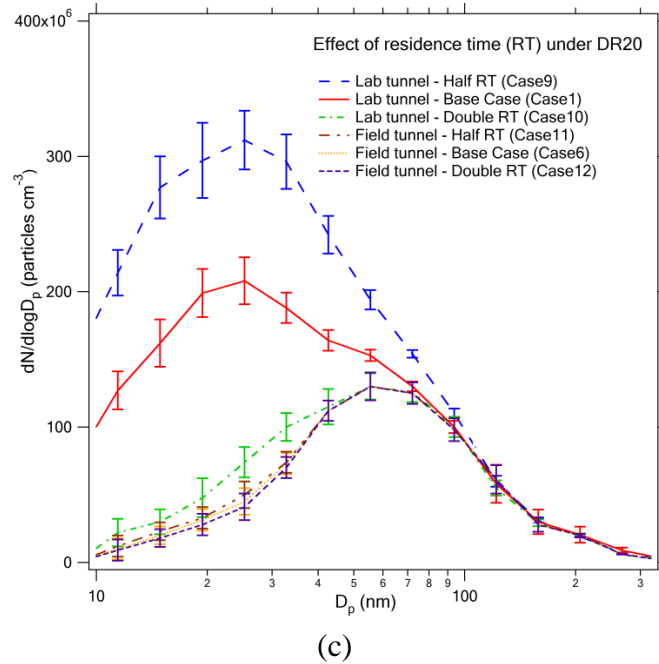 400x10⁶
300
200
100
0
dN/dlogDₚ (particles cm⁻³)
Effect of residence time (RT) under DR20
Lab tunnel - Half RT (Case9)
Lab tunnel - Base Case (Case1)
Lab tunnel - Double RT (Case10)
Field tunnel - Half RT (Case11)
Field tunnel - Base Case (Case6)
Field tunnel - Double RT (Case12)
10 2 3 4 5 6 7 8 9 100 2 3
Dₚ (nm)
(c)